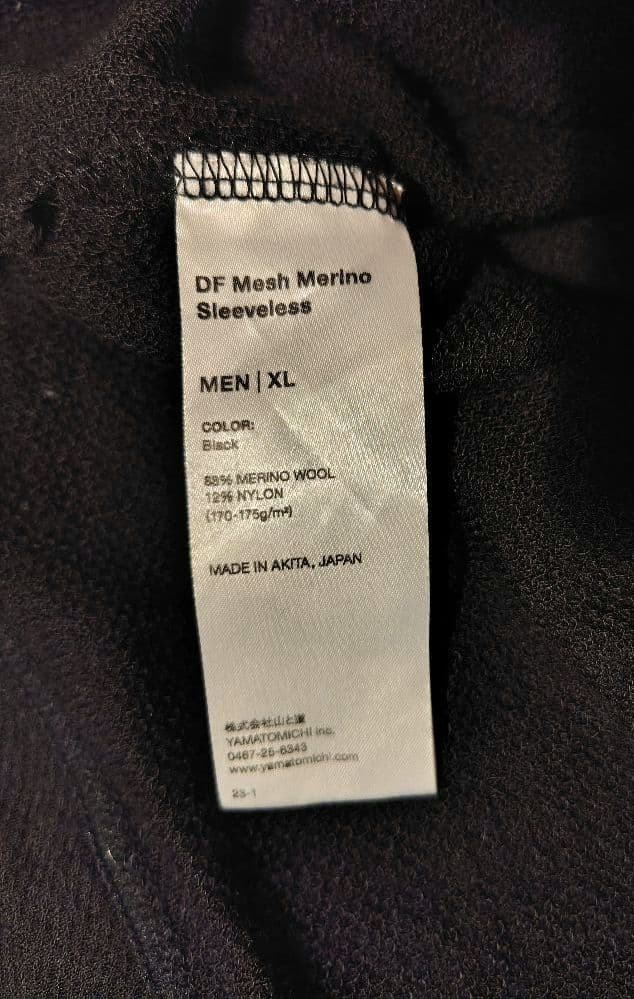 DF Mesh Merino
Sleeveless
MEN | XL
COLOR:
Black
88% MERINO WOOL
12% NYLON
(170-175g/m²)
MADE IN AKITA, JAPAN
株式会社山と道
YAMATOMICHI Inc.
0467-25-6343
www.yamatomichi.com
23-1